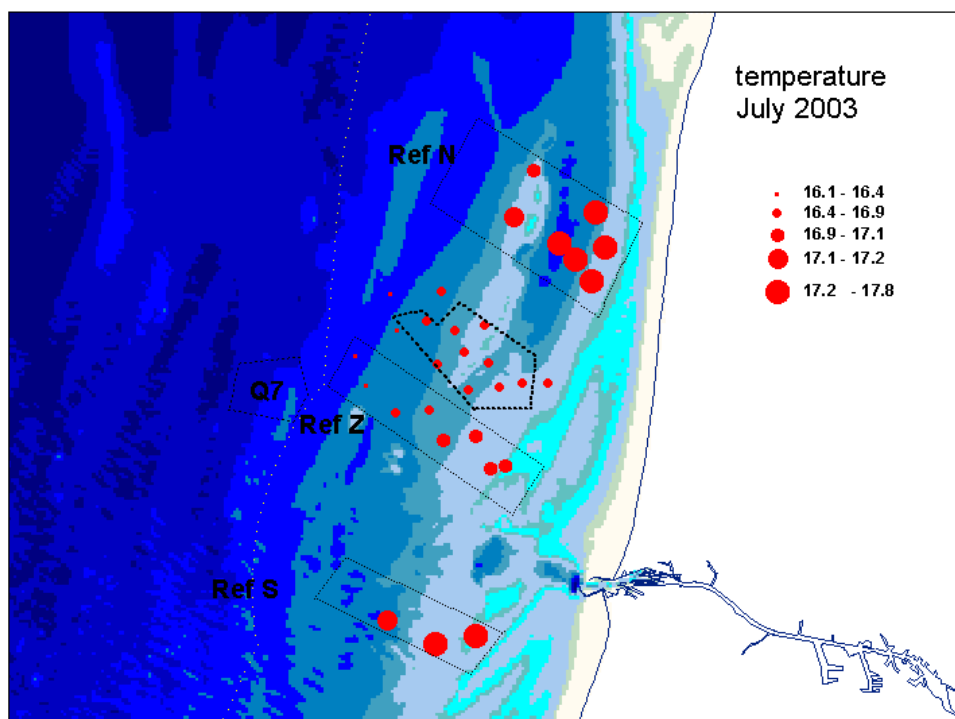 temperature
July 2003
Ref N
16.1 - 16.4
16.4 - 16.9
16.9 - 17.1
17.1 - 17.2
17.2 - 17.8
Q7
Ref Z
Ref S